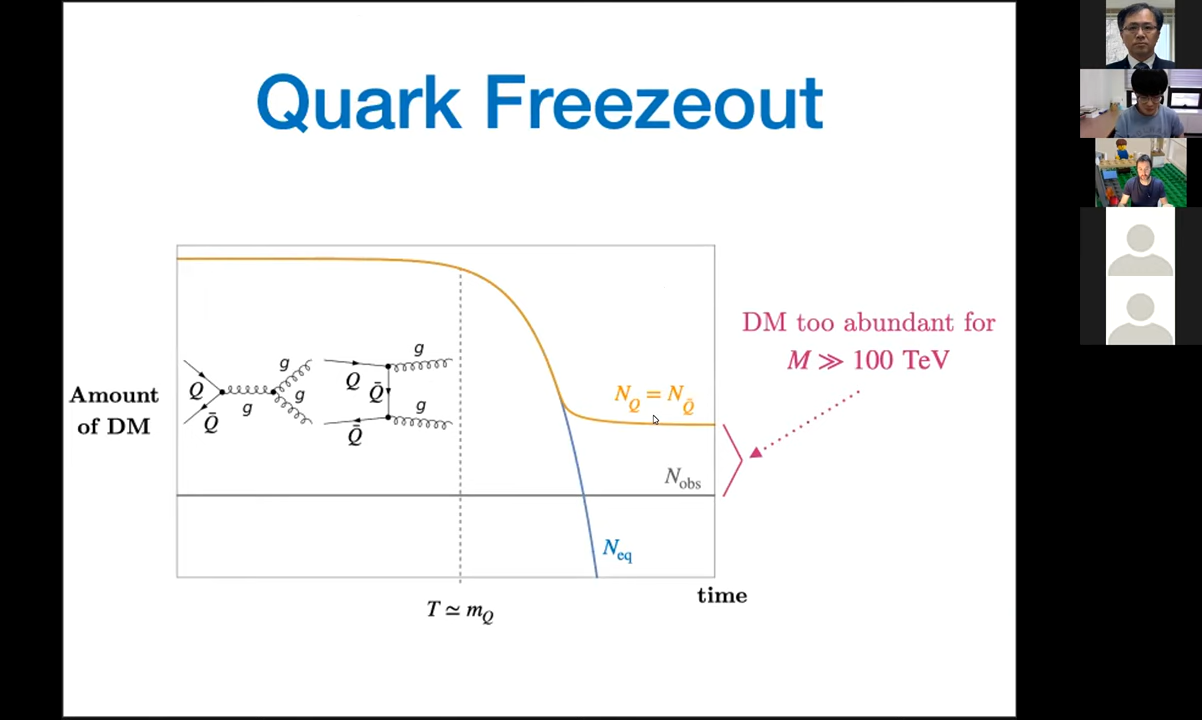 Quark Freezeout
DM too abundant for
M ≫ 100 TeV
Amount
of DM
Q
Q̄
g
g
g
Q
Q̄
Q̄
g
g
N_Q = N_Q̄
N_obs
N_eq
time
T ≃ m_Q